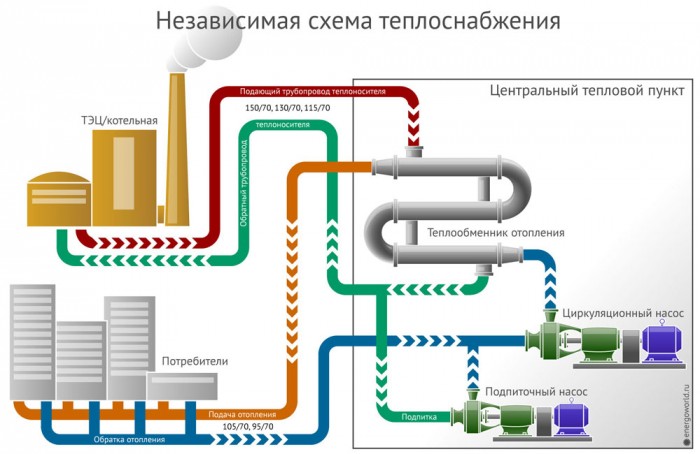 Независимая схема теплоснабжения
Подающий трубопровод теплоносителя
150/70, 130/70, 115/70
Центральный тепловой пункт
ТЭЦ/котельная
теплоносителя
Обратный трубопровод
Теплообменник отопления
Циркуляционный насос
Потребители
Подпиточный насос
Подача отопления
Подпитка
105/70, 95/70
Обратка отопления
energoworld.ru